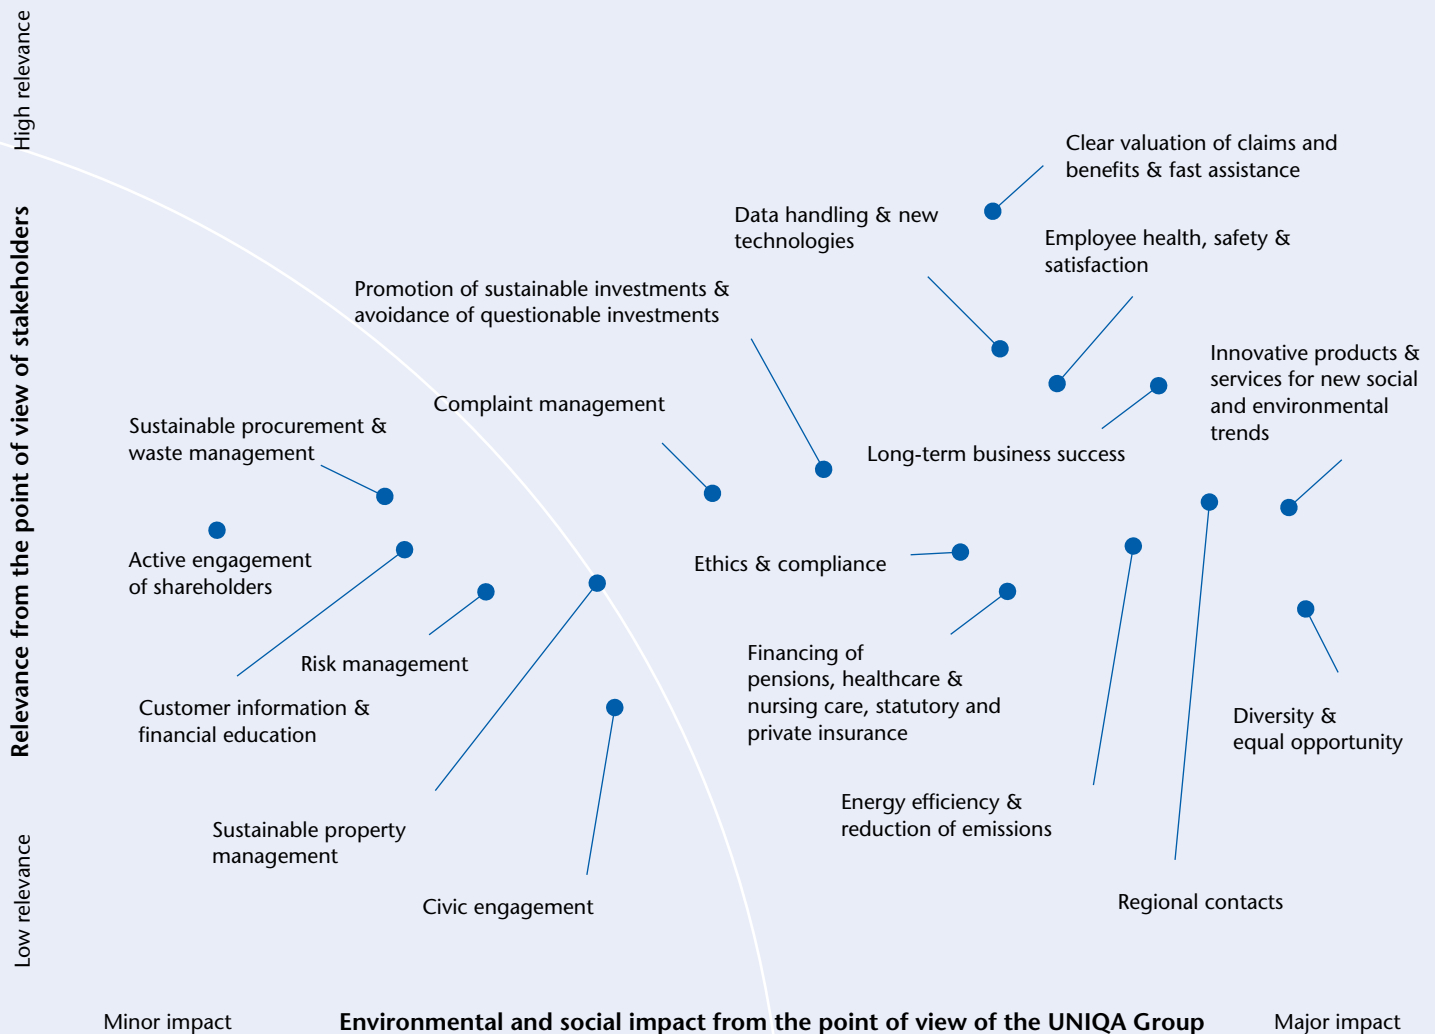 High relevance
Relevance from the point of view of stakeholders
Low relevance
Clear valuation of claims and
benefits & fast assistance
Data handling & new
technologies
Employee health, safety &
satisfaction
Promotion of sustainable investments &
avoidance of questionable investments
Innovative products &
services for new social
and environmental
trends
Complaint management
Sustainable procurement &
waste management
Long-term business success
Active engagement
of shareholders
Ethics & compliance
Risk management
Financing of
pensions, healthcare &
nursing care, statutory and
private insurance
Customer information &
financial education
Diversity &
equal opportunity
Energy efficiency &
reduction of emissions
Sustainable property
management
Civic engagement
Regional contacts
Minor impact
Environmental and social impact from the point of view of the UNIQA Group
Major impact